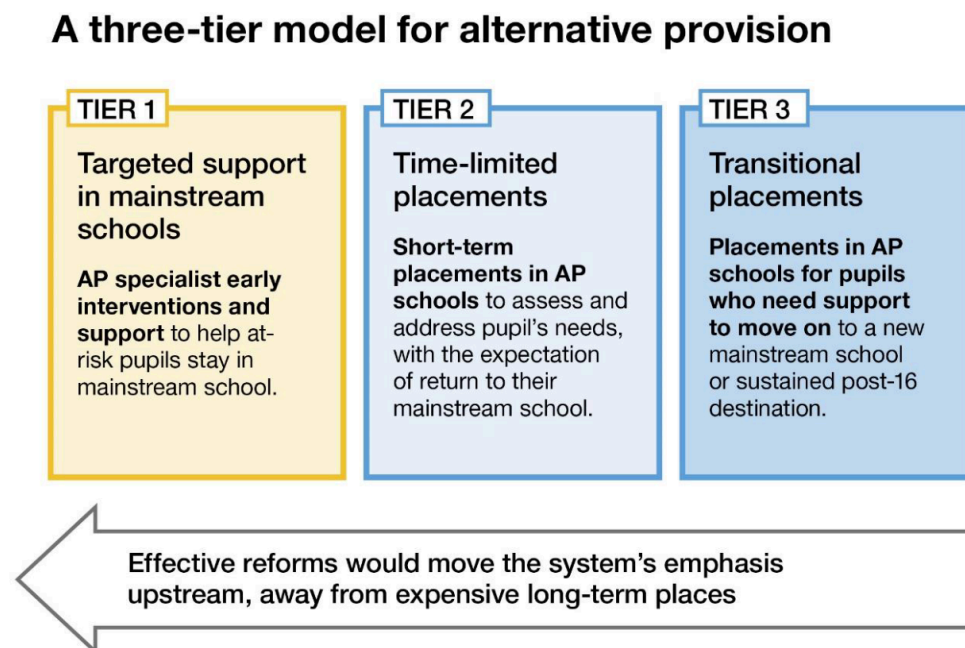 A three-tier model for alternative provision
TIER 1
Targeted support
in mainstream
schools
AP specialist early
interventions and
support to help at-
risk pupils stay in
mainstream school.
TIER 2
Time-limited
placements
Short-term
placements in AP
schools to assess and
address pupil’s needs,
with the expectation
of return to their
mainstream school.
TIER 3
Transitional
placements
Placements in AP
schools for pupils
who need support
to move on to a new
mainstream school
or sustained post-16
destination.
Effective reforms would move the system’s emphasis
upstream, away from expensive long-term places